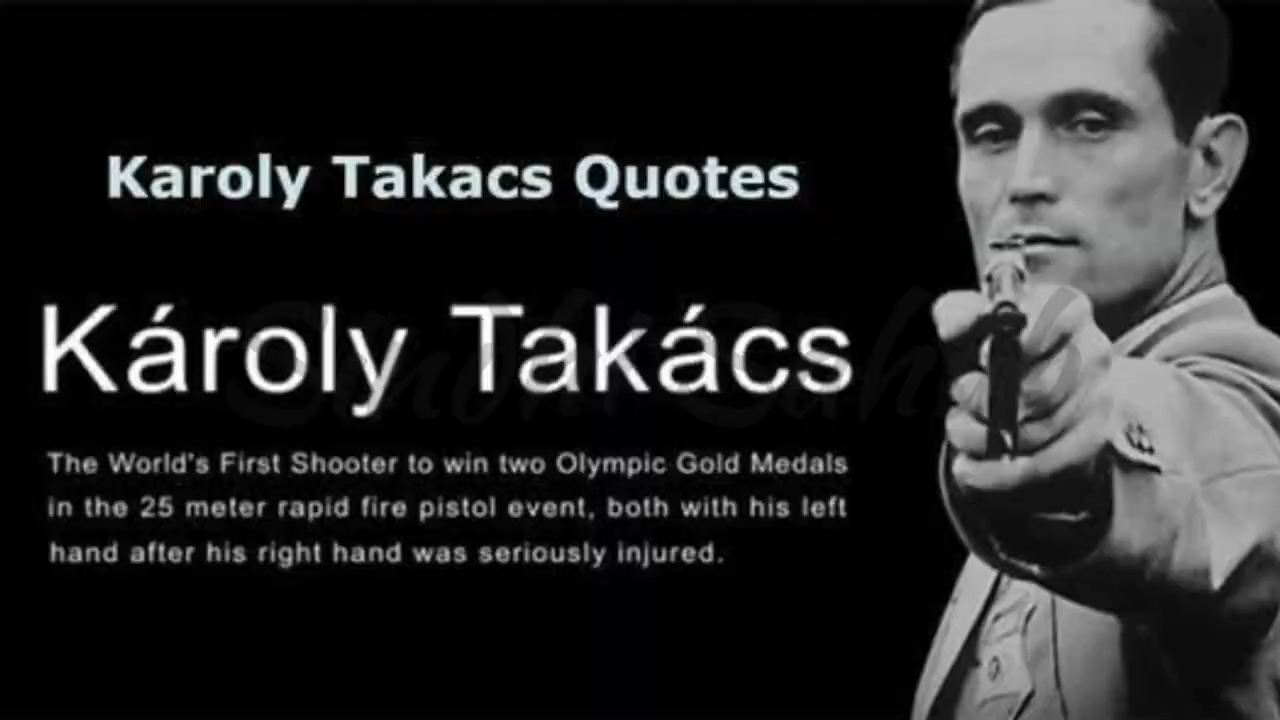 Karoly Takacs Quotes
Károly Takács
The World's First Shooter to win two Olympic Gold Medals
in the 25 meter rapid fire pistol event, both with his left
hand after his right hand was seriously injured.